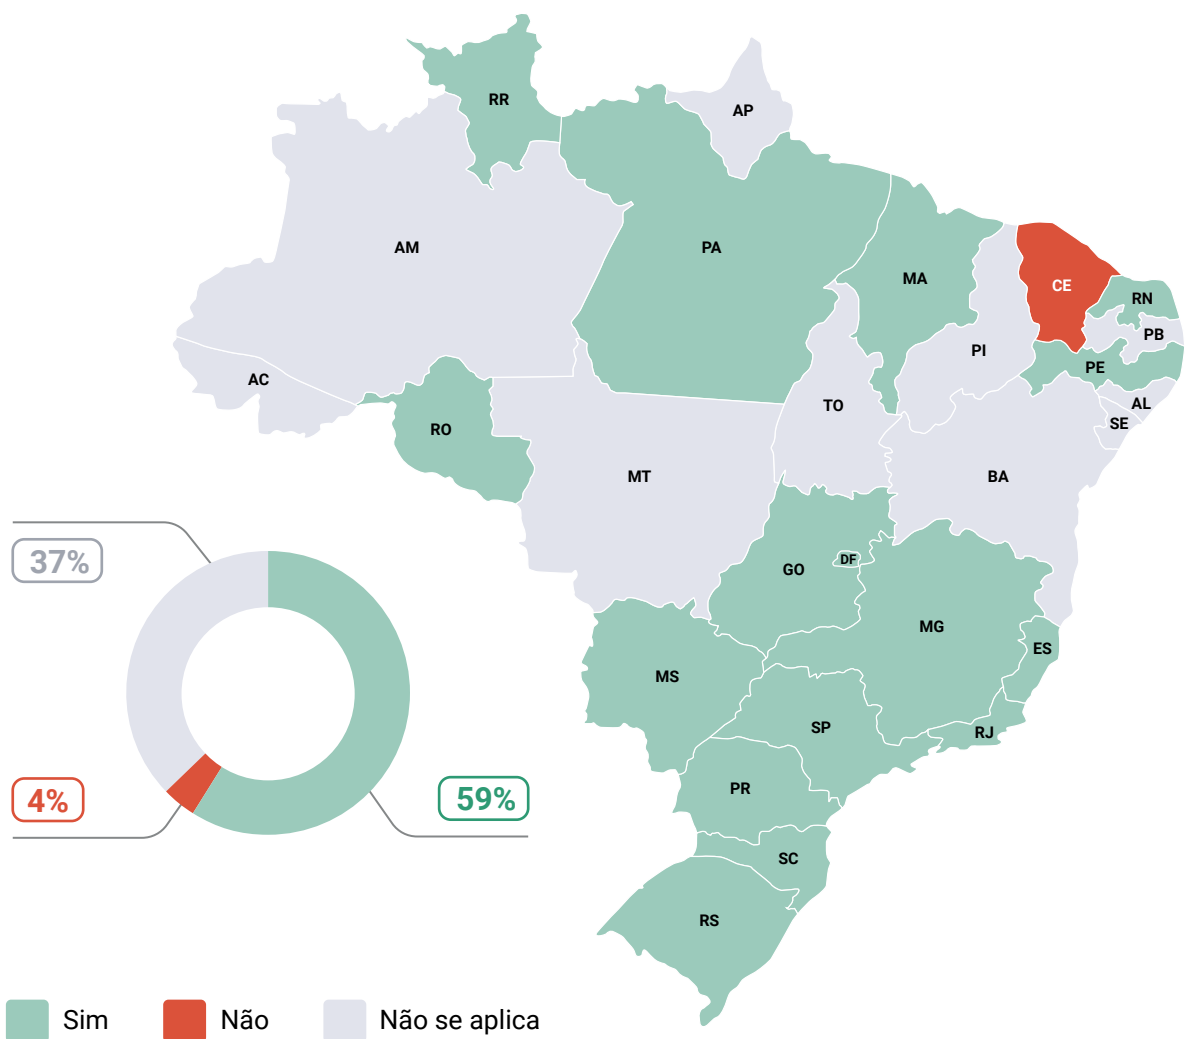 RR
AP
AM
PA
MA
CE
RN
PB
PI
PE
AC
TO
AL
SE
RO
MT
BA
GO
DF
MG
ES
MS
SP
RJ
PR
SC
RS
37%
4%
59%
Sim
Não
Não se aplica